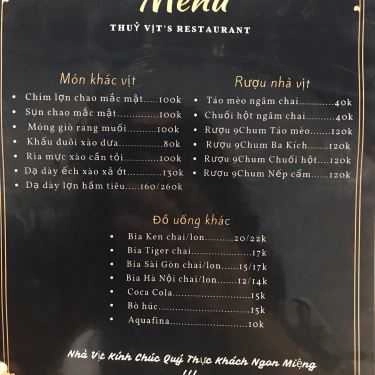 Menu
THUỶ VỊT'S RESTAURANT
Món khác vịt
Chim lợn chao mắc mật.....100k
Sụn chao mắc mật..............100k
Móng giò rang muối..........100k
Khấu đuôi xào dưa.............80k
Rìa mực xào cần tỏi...........100k
Dạ dày ếch xào xả ớt.........130k
Dạ dày lợn hầm tiêu.....160/260k
Rượu nhà vịt
Táo mèo ngâm chai.............40k
Chuối hột ngâm chai...........40k
Rượu 9Chum Táo mèo........120k
Rượu 9Chum Ba Kích..........120k
Rượu 9Chum Chuối hột.......120k
Rượu 9Chum Nếp cẩm.........120k
Đồ uống khác
Bia Ken chai/lon..........20/22k
Bia Tiger chai....................17k
Bia Sài Gòn chai/lon......15/17k
Bia Hà Nội chai/lon.......12/14k
Coca Cola..........................15k
Bò húc...............................15k
Aquafina...........................10k
Nhà Vịt Kính Chúc Quý Thực Khách Ngon Miệng
!!!